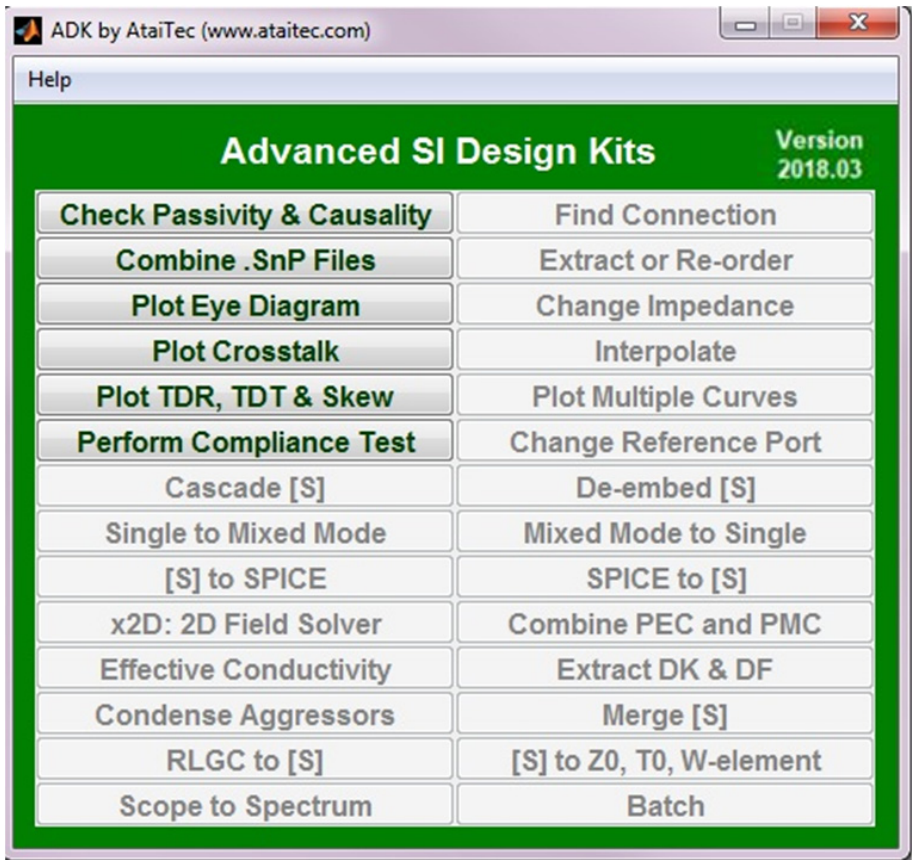 ADK by AtaiTec (www.ataitec.com)
Help
Advanced SI Design Kits
Version
2018.03
Check Passivity & Causality
Find Connection
Combine .SnP Files
Extract or Re-order
Plot Eye Diagram
Change Impedance
Plot Crosstalk
Interpolate
Plot TDR, TDT & Skew
Plot Multiple Curves
Perform Compliance Test
Change Reference Port
Cascade [S]
De-embed [S]
Single to Mixed Mode
Mixed Mode to Single
[S] to SPICE
SPICE to [S]
x2D: 2D Field Solver
Combine PEC and PMC
Effective Conductivity
Extract DK & DF
Condense Aggressors
Merge [S]
RLGC to [S]
[S] to Z0, T0, W-element
Scope to Spectrum
Batch